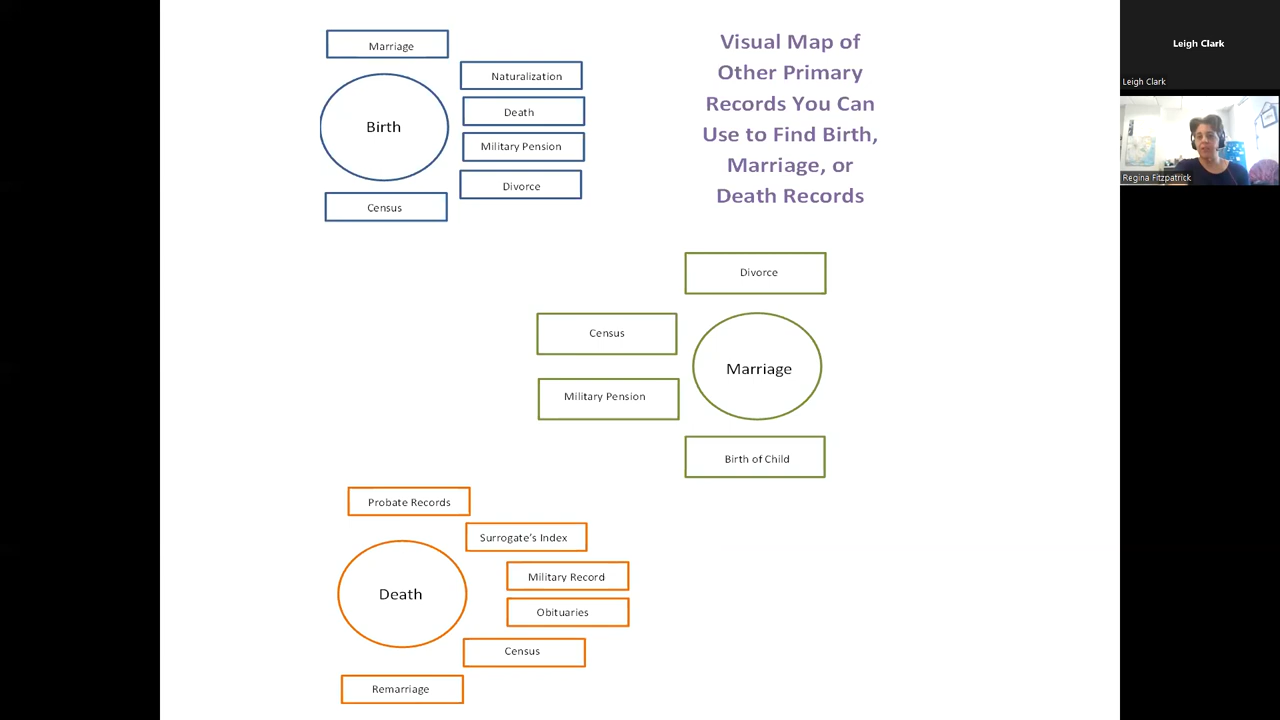 Visual Map of
Other Primary
Records You Can
Use to Find Birth,
Marriage, or
Death Records
Marriage
Naturalization
Birth
Death
Military Pension
Divorce
Census
Divorce
Census
Marriage
Military Pension
Birth of Child
Probate Records
Surrogate's Index
Military Record
Death
Obituaries
Census
Remarriage
Leigh Clark
Leigh Clark
Regina Fitzpatrick